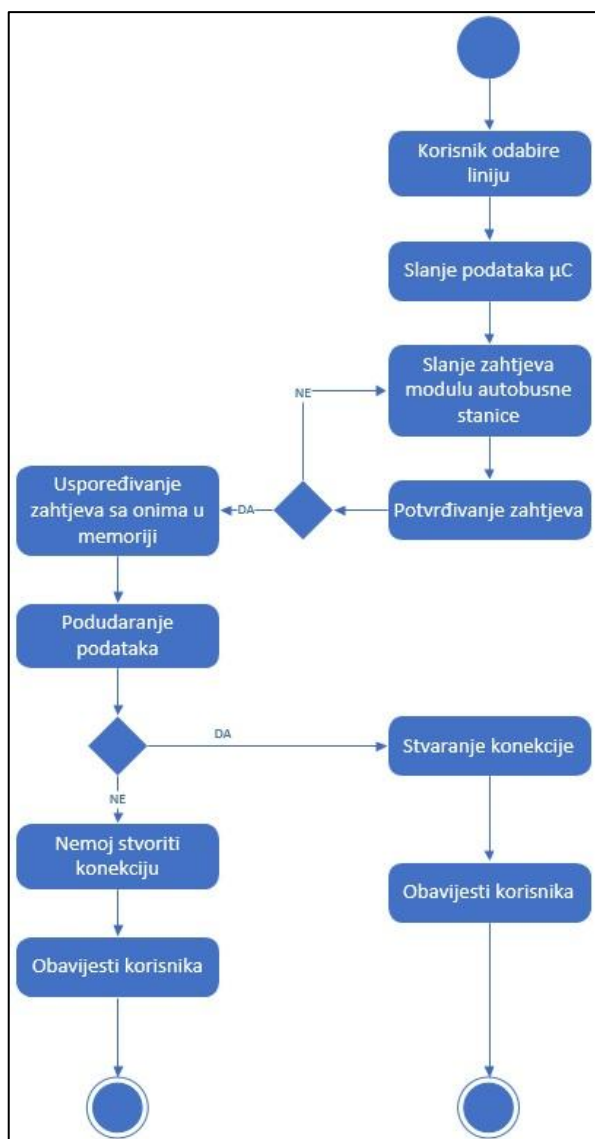 Korisnik odabire
liniju
Slanje podataka µC
Slanje zahtjeva
modulu autobusne
stanice
NE
Potvrđivanje zahtjeva
DA
Uspoređivanje
zahtjeva sa onima u
memoriji
Podudaranje
podataka
DA
Stvaranje konekcije
NE
Nemoj stvoriti
konekciju
Obavijesti korisnika
Obavijesti korisnika